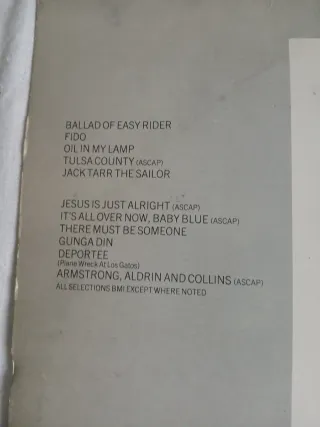 BALLAD OF EASY RIDER
FIDO
OIL IN MY LAMP
TULSA COUNTY (ASCAP)
JACK TARR THE SAILOR
JESUS IS JUST ALRIGHT (ASCAP)
IT'S ALL OVER NOW, BABY BLUE (ASCAP)
THERE MUST BE SOMEONE
GUNGA DIN
DEPORTEE
(Plane Wreck At Los Gatos)
ARMSTRONG, ALDRIN AND COLLINS (ASCAP)
ALL SELECTIONS BMI EXCEPT WHERE NOTED